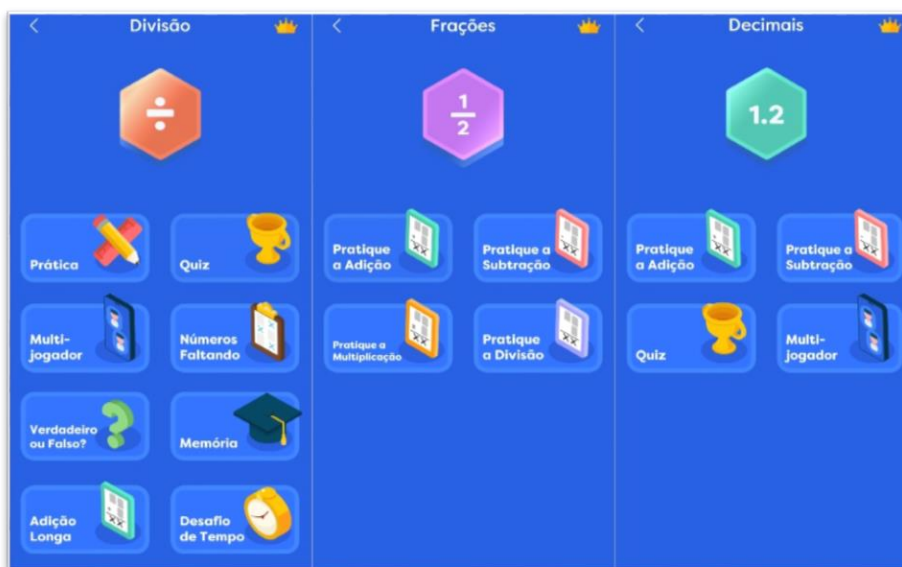 Divisão
÷
Prática
Quiz
Multi-
jogador
Números
Faltando
Verdadeiro
ou Falso?
Memória
Adição
Longa
Desafio
de Tempo
Frações
1
2
Pratique
a Adição
Pratique a
Subtração
Pratique a
Multiplicação
Pratique
a Divisão
Decimais
1.2
Pratique
a Adição
Pratique a
Subtração
Quiz
Multi-
jogador